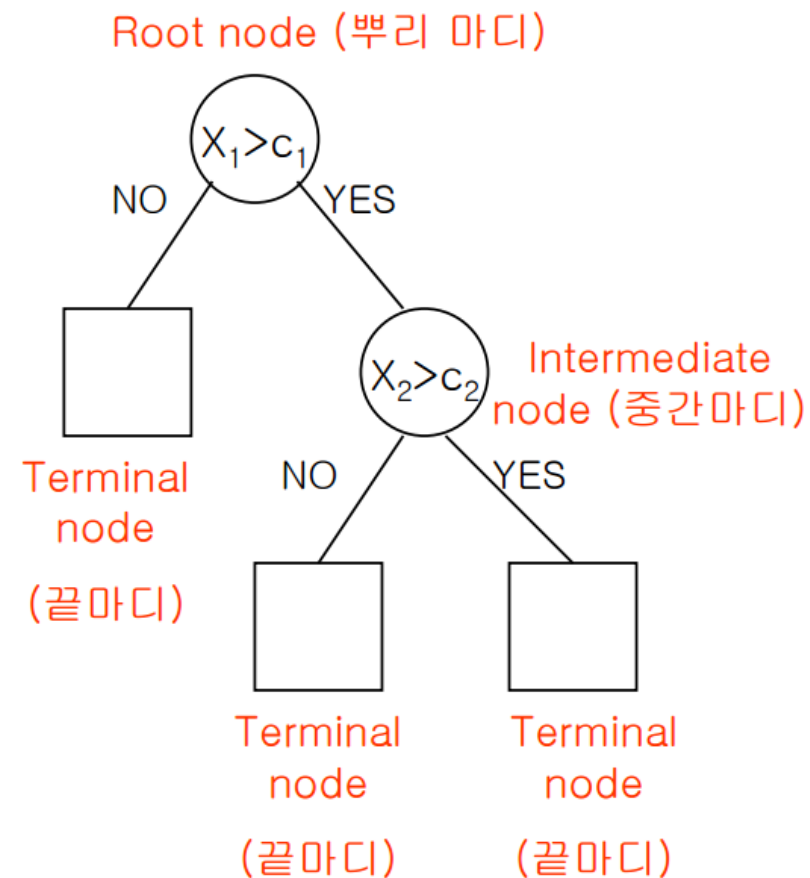 Root node (뿌리 마디)
X₁>c₁
NO
YES
X₂>c₂
Intermediate
node (중간마디)
Terminal
node
(끝마디)
NO
YES
Terminal
node
(끝마디)
Terminal
node
(끝마디)